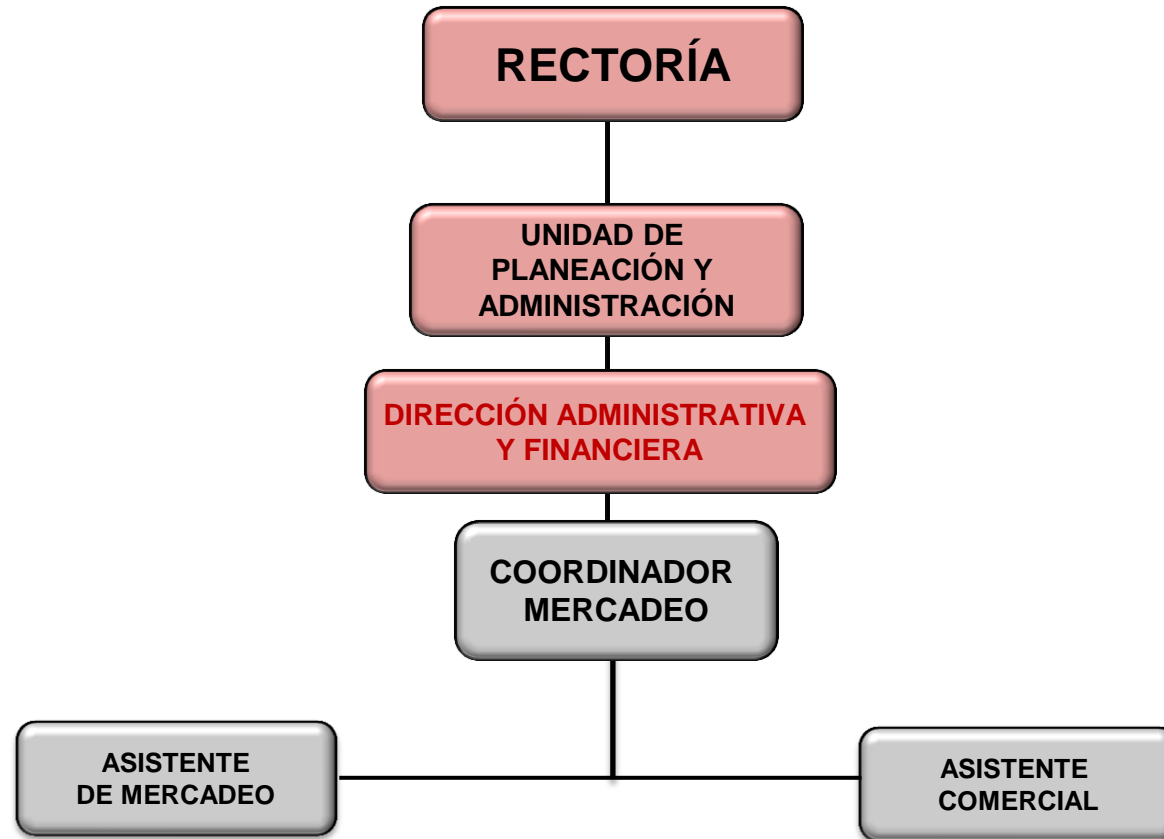 RECTORÍA
UNIDAD DE
PLANEACIÓN Y
ADMINISTRACIÓN
DIRECCIÓN ADMINISTRATIVA
Y FINANCIERA
COORDINADOR
MERCADEO
ASISTENTE
DE MERCADEO
ASISTENTE
COMERCIAL